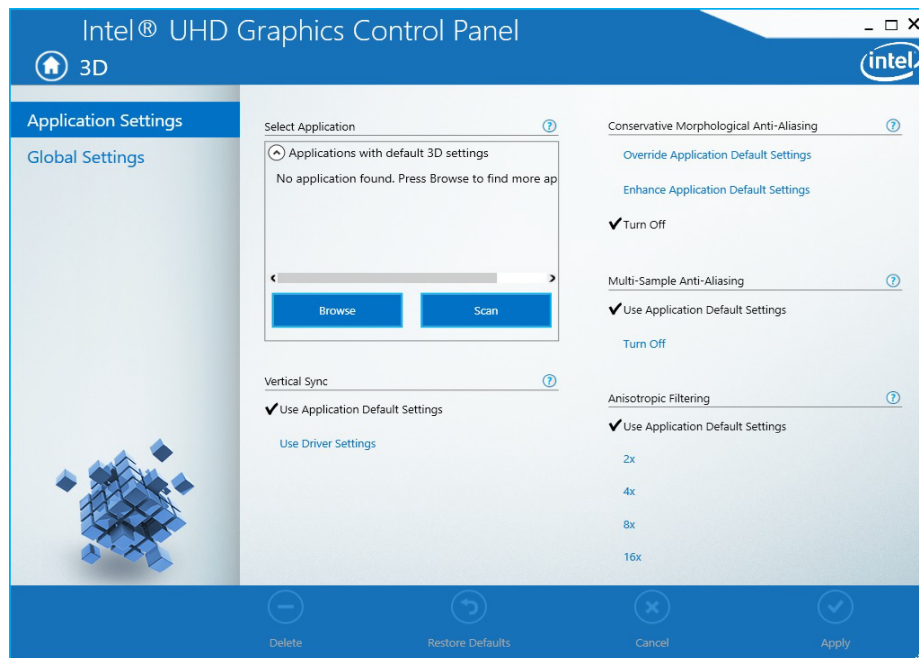 Intel® UHD Graphics Control Panel
3D
intel
Application Settings
Global Settings
Select Application
Applications with default 3D settings
No application found. Press Browse to find more ap
Browse Scan
Vertical Sync
Use Application Default Settings
Use Driver Settings
Conservative Morphological Anti-Aliasing
Override Application Default Settings
Enhance Application Default Settings
Turn Off
Multi-Sample Anti-Aliasing
Use Application Default Settings
Turn Off
Anisotropic Filtering
Use Application Default Settings
2x
4x
8x
16x
Delete Restore Defaults Cancel Apply